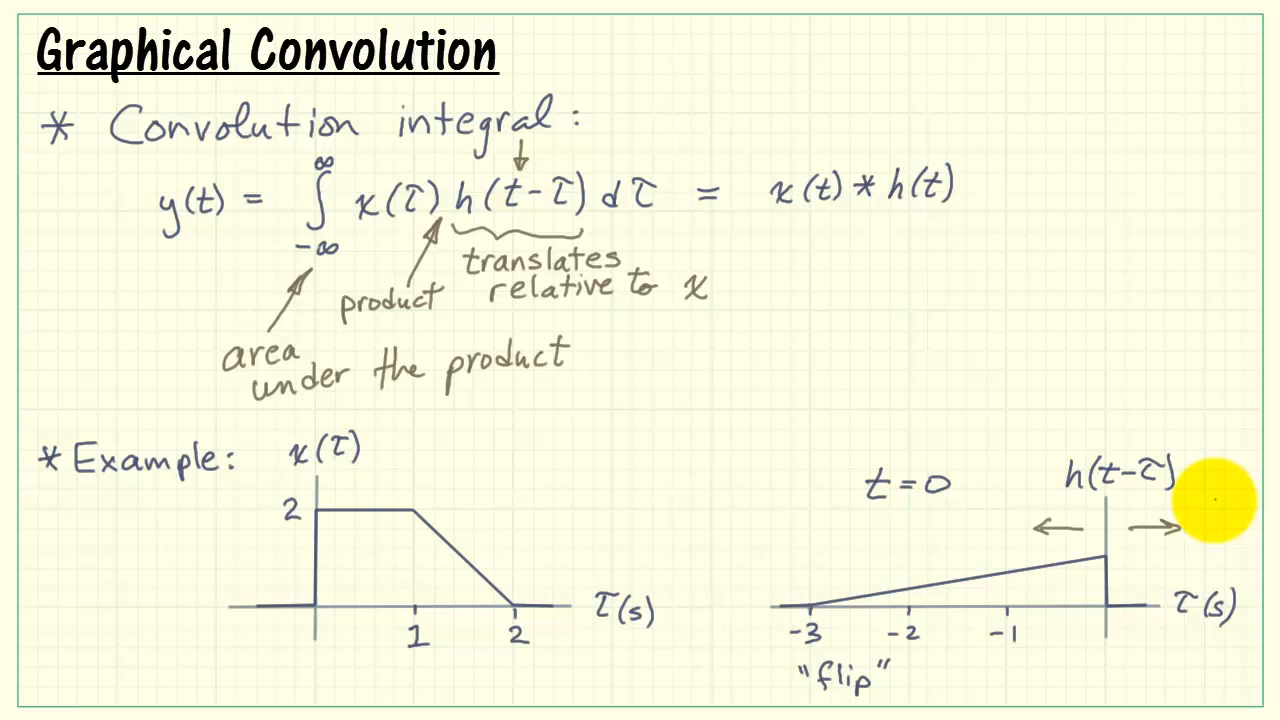 Graphical Convolution
* Convolution integral:
y(t) = ∫_{-∞}^{∞} x(τ) h(t-τ) dτ = x(t) * h(t)
translates
relative to x
product
area
under the product
* Example: x(τ)
t = 0 h(t-τ)
2
τ(s) τ(s)
1 2 -3 -2 -1
"flip"